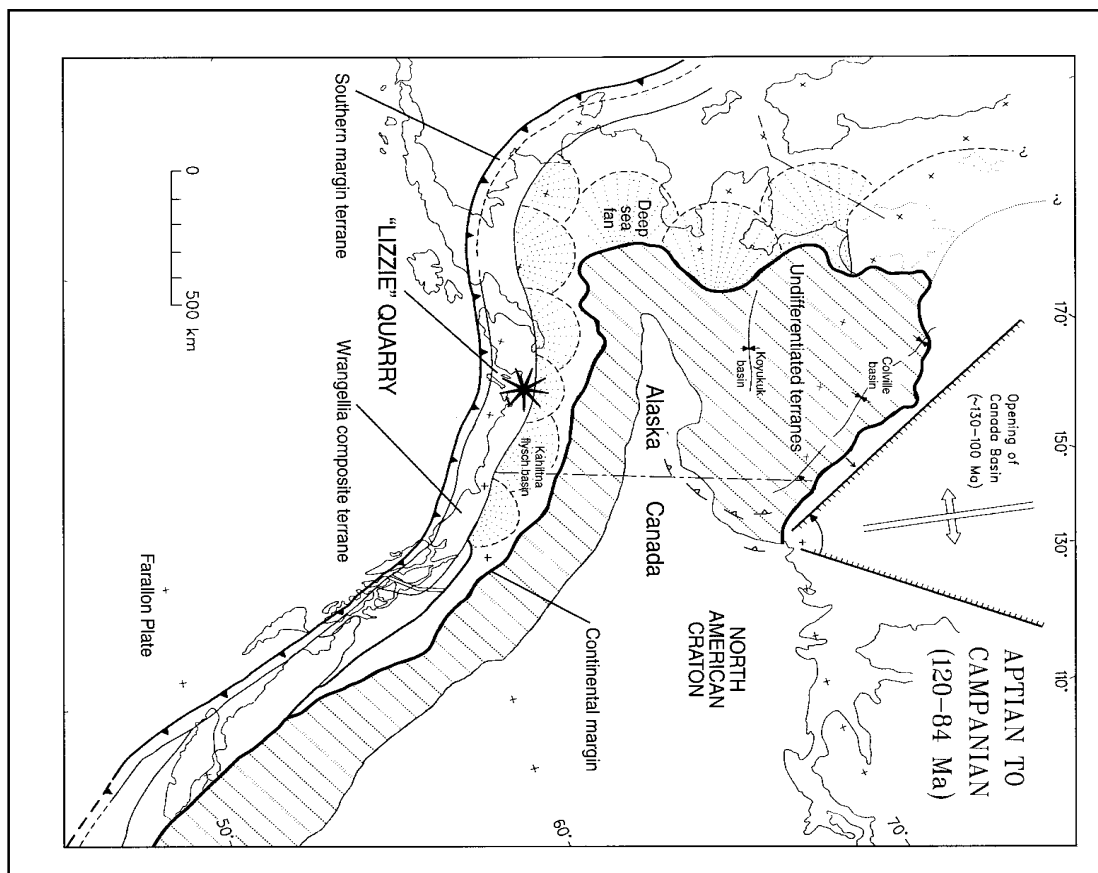 170°
150°
130°
110°
?
?
Opening of
Canada Basin
(~130–100 Ma)
APTIAN TO
CAMPANIAN
(120–84 Ma)
70°
Colville
basin
Undifferentiated terranes
Koyukuk
basin
NORTH
AMERICAN
CRATON
Alaska
Canada
Deep
sea
fan
60°
Continental margin
Kahiltna
flysch basin
"LIZZIE" QUARRY
Southern margin terrane
Wrangellia composite terrane
50°
0
500 km
Farallon Plate